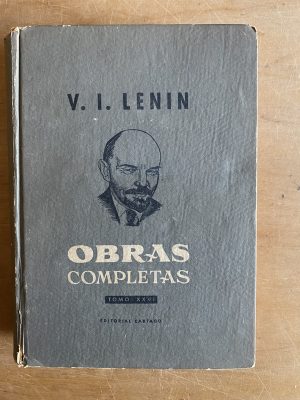 V. I. LENIN
OBRAS
COMPLETAS
TOMO XXVI
EDITORIAL CARTAGO